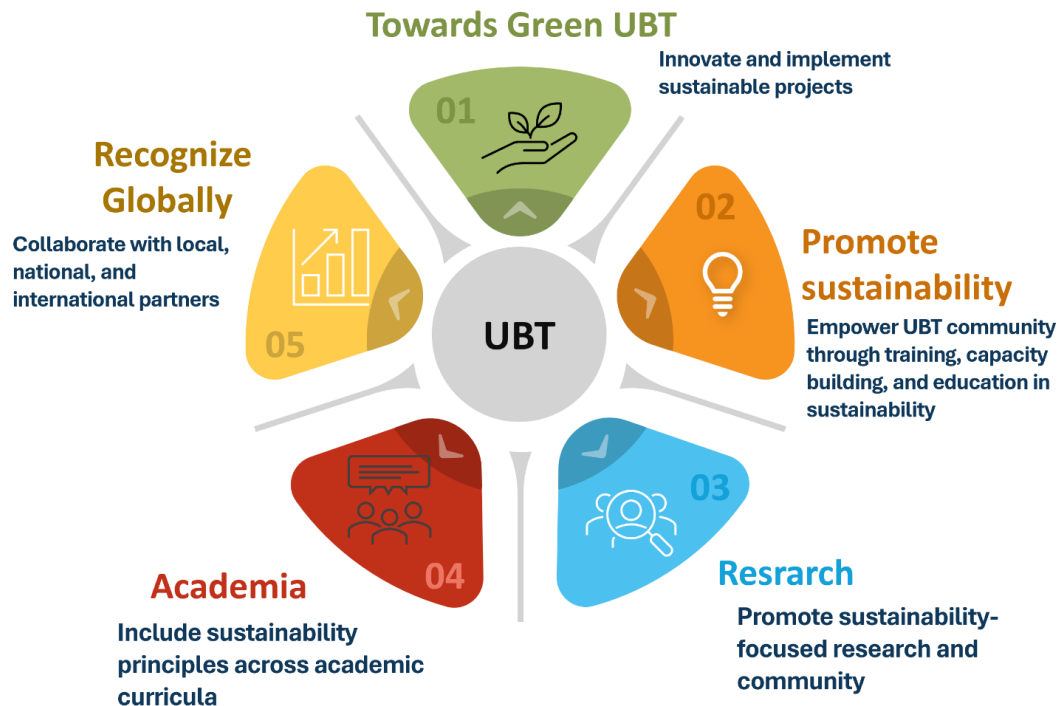 Towards Green UBT
Innovate and implement
sustainable projects
01
02
Promote
sustainability
Empower UBT community
through training, capacity
building, and education in
sustainability
03
Resrarch
Promote sustainability-
focused research and
community
04
Academia
Include sustainability
principles across academic
curricula
05
Recognize
Globally
Collaborate with local,
national, and
international partners
UBT